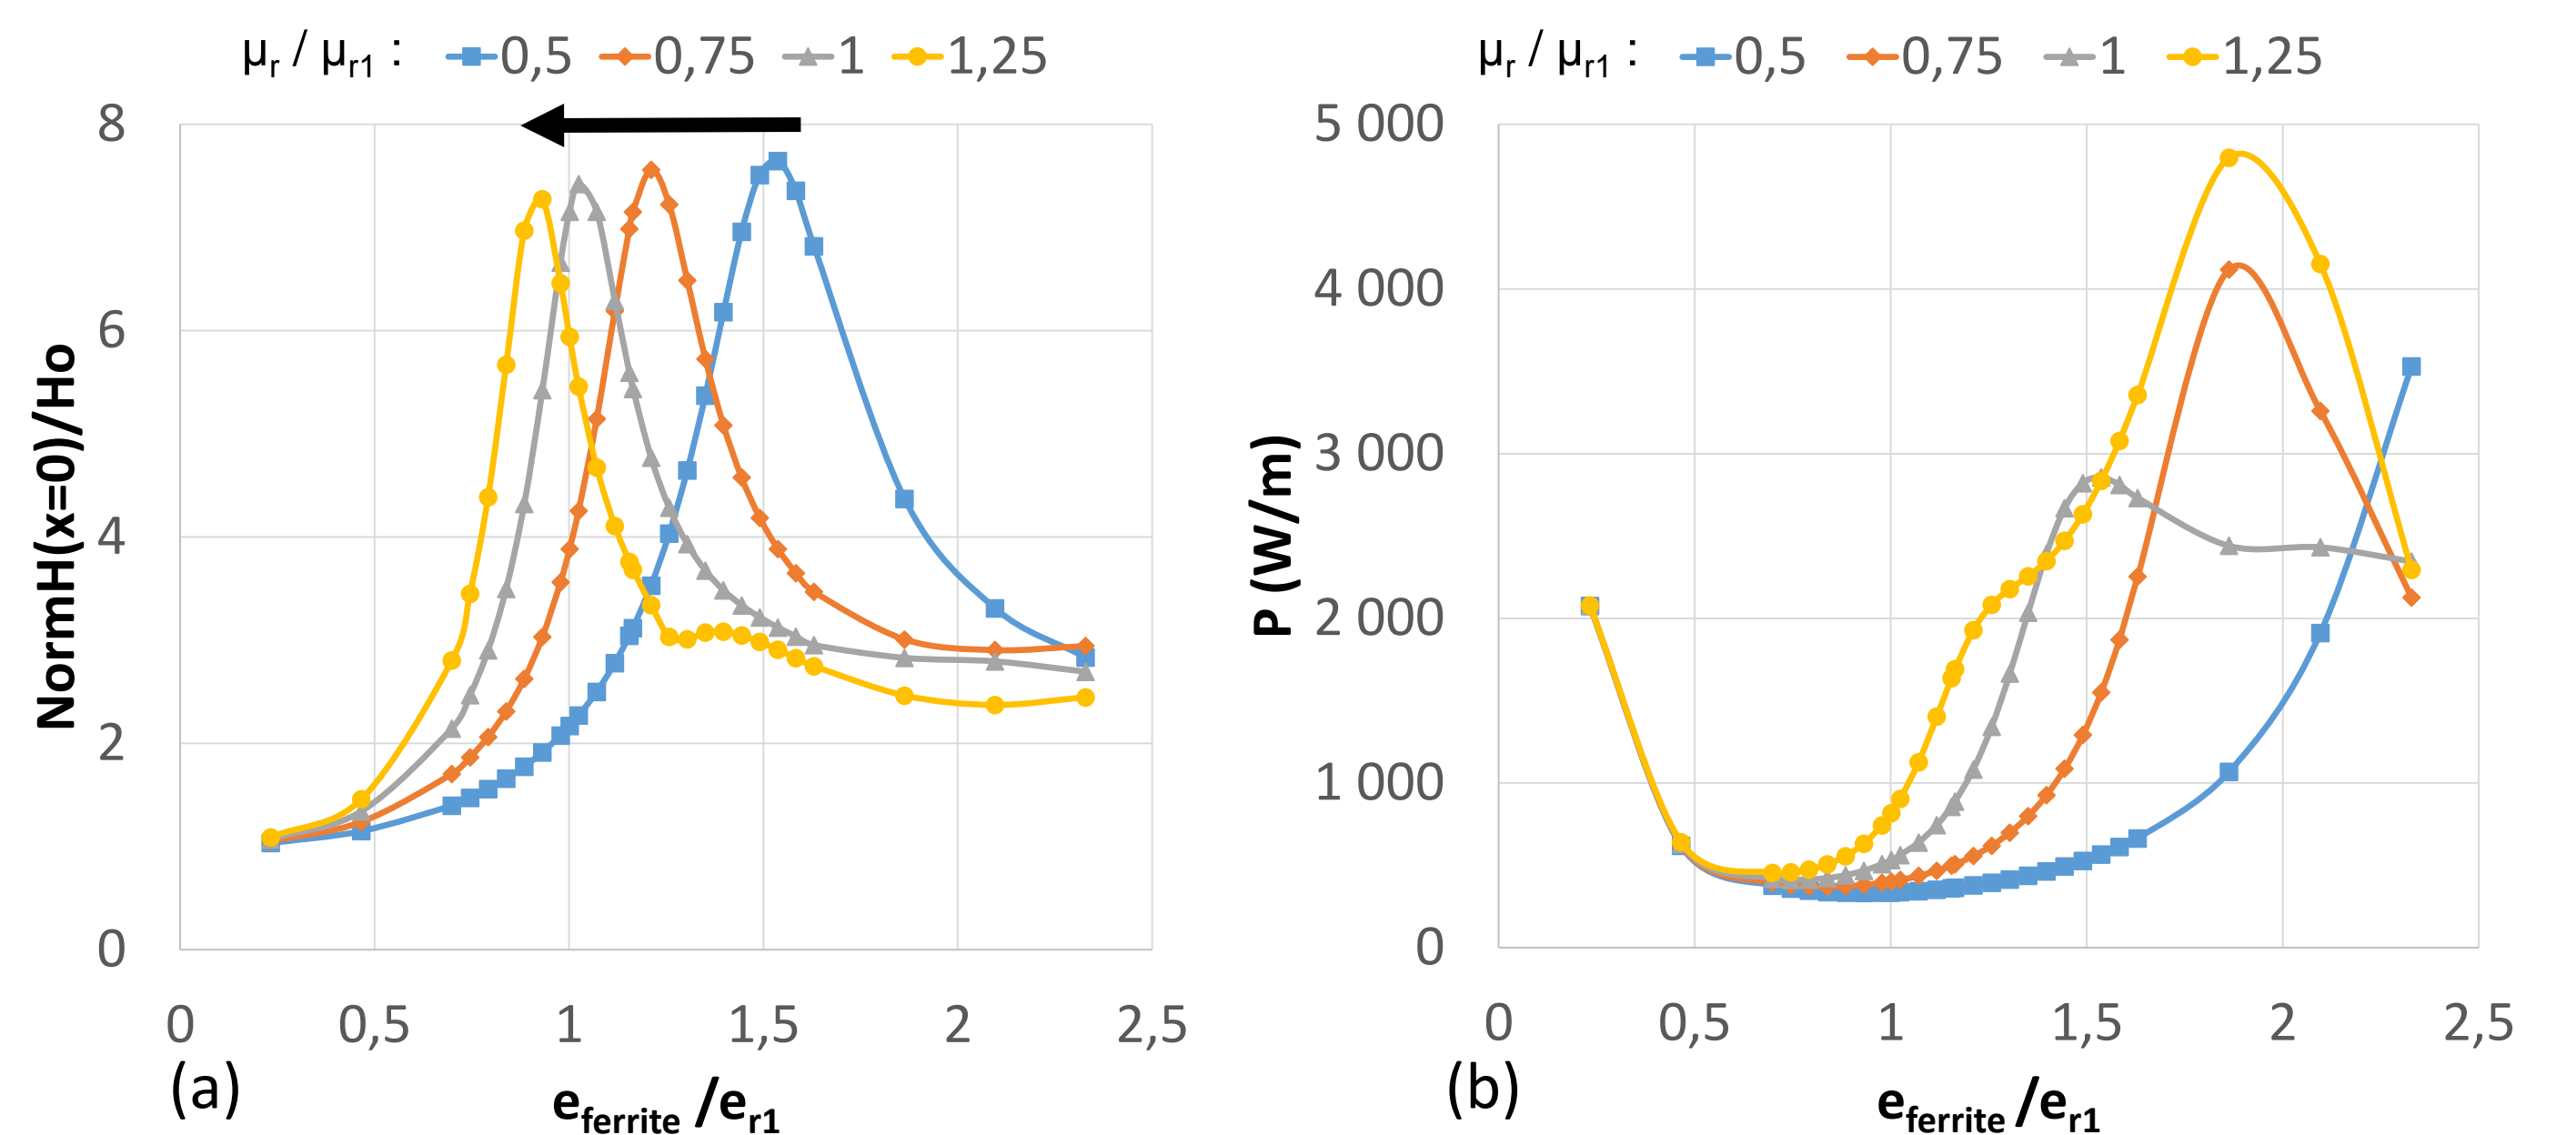 μr / μr1 : 0,5 0,75 1 1,25
8
6
4
2
0
NormH(x=0)/Ho
0 0,5 1 1,5 2 2,5
(a) eferrite /er1
μr / μr1 : 0,5 0,75 1 1,25
5 000
4 000
3 000
2 000
1 000
0
P (W/m)
0 0,5 1 1,5 2 2,5
(b) eferrite /er1